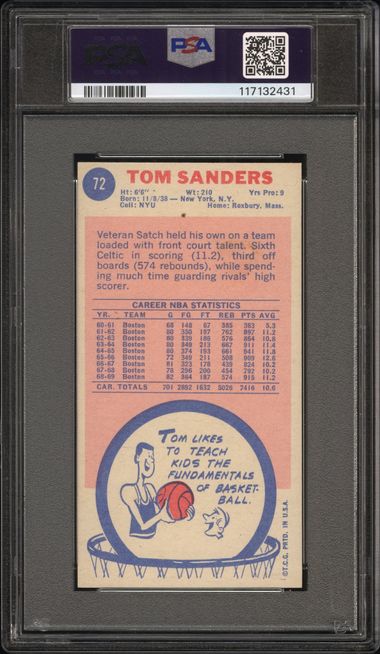 PSA
PSA
117132431
72
TOM SANDERS
Ht: 6'6" Wt: 210 Yrs Pro: 9
Born: 11/8/38 — New York, N.Y.
Coll: NYU Home: Roxbury, Mass.
Veteran Satch held his own on a team
loaded with front court talent. Sixth
Celtic in scoring (11.2), third off
boards (574 rebounds), while spend-
ing much time guarding rivals' high
scorer.
CAREER NBA STATISTICS
YR. TEAM G FG FT REB PTS AVG
60-61 Boston 68 148 67 385 363 5.3
61-62 Boston 80 350 197 762 897 11.2
62-63 Boston 80 339 186 576 864 10.8
63-64 Boston 80 349 213 667 911 11.4
64-65 Boston 80 374 193 661 941 11.8
65-66 Boston 72 349 211 508 909 12.6
66-67 Boston 81 323 178 439 824 10.2
67-68 Boston 78 296 200 454 792 10.2
68-69 Boston 82 364 187 574 915 11.2
CAR. TOTALS 701 2892 1632 5026 7416 10.6
TOM LIKES
TO TEACH
KIDS THE
FUNDAMENTALS
OF BASKET-
BALL.
©T.C.G. PRTD. IN U.S.A.